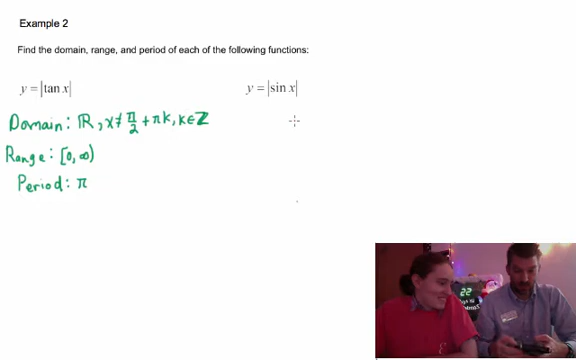 Example 2
Find the domain, range, and period of each of the following functions:
y = |tan x|
y = |sin x|
Domain: ℝ, x ≠ π/2 + πk, k ∈ ℤ
Range: [0, ∞)
Period: π
22